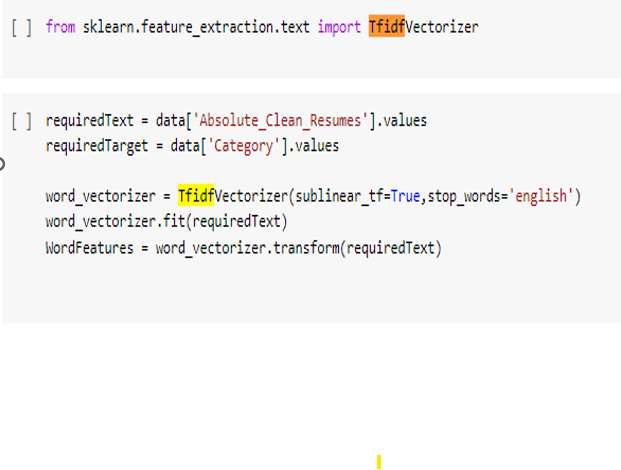 [ ] from sklearn.feature_extraction.text import TfidfVectorizer
[ ] requiredText = data['Absolute_Clean_Resumes'].values
requiredTarget = data['Category'].values
word_vectorizer = TfidfVectorizer(sublinear_tf=True,stop_words='english')
word_vectorizer.fit(requiredText)
WordFeatures = word_vectorizer.transform(requiredText)